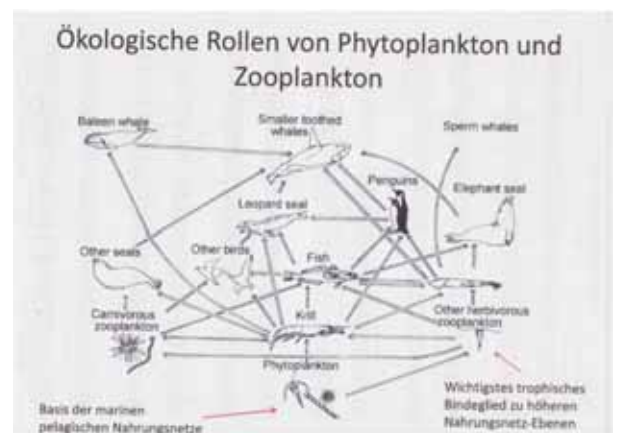 Ökologische Rollen von Phytoplankton und
Zooplankton
Baleen whale
Smaller toothed
whales
Sperm whales
Penguins
Elephant seal
Leopard seal
Other seals
Other birds
Fish
Carnivorous
zooplankton
Krill
Other herbivorous
zooplankton
Phytoplankton
Basis der marinen
pelagischen Nahrungsnetze
Wichtigstes trophisches
Bindeglied zu höheren
Nahrungsnetz-Ebenen